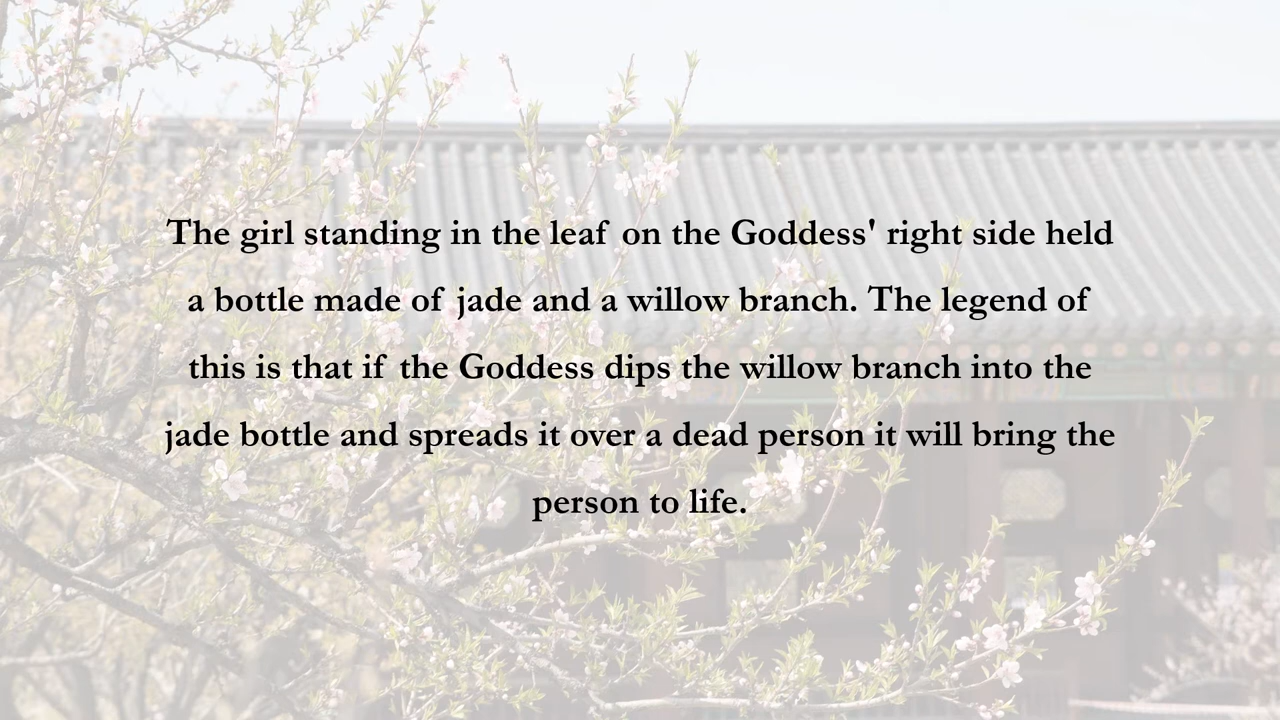 The girl standing in the leaf on the Goddess' right side held
a bottle made of jade and a willow branch. The legend of
this is that if the Goddess dips the willow branch into the
jade bottle and spreads it over a dead person it will bring the
person to life.